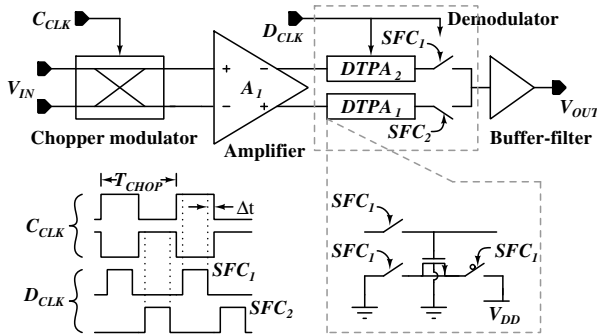 C_CLK
D_CLK
Demodulator
SFC_1
V_IN
+
−
A_1
−
+
DTPA_2
DTPA_1
SFC_2
V_OUT
Chopper modulator
Amplifier
Buffer-filter
T_CHOP
Δt
C_CLK
SFC_1
D_CLK
SFC_2
SFC_1
SFC_1
SFC_1
V_DD